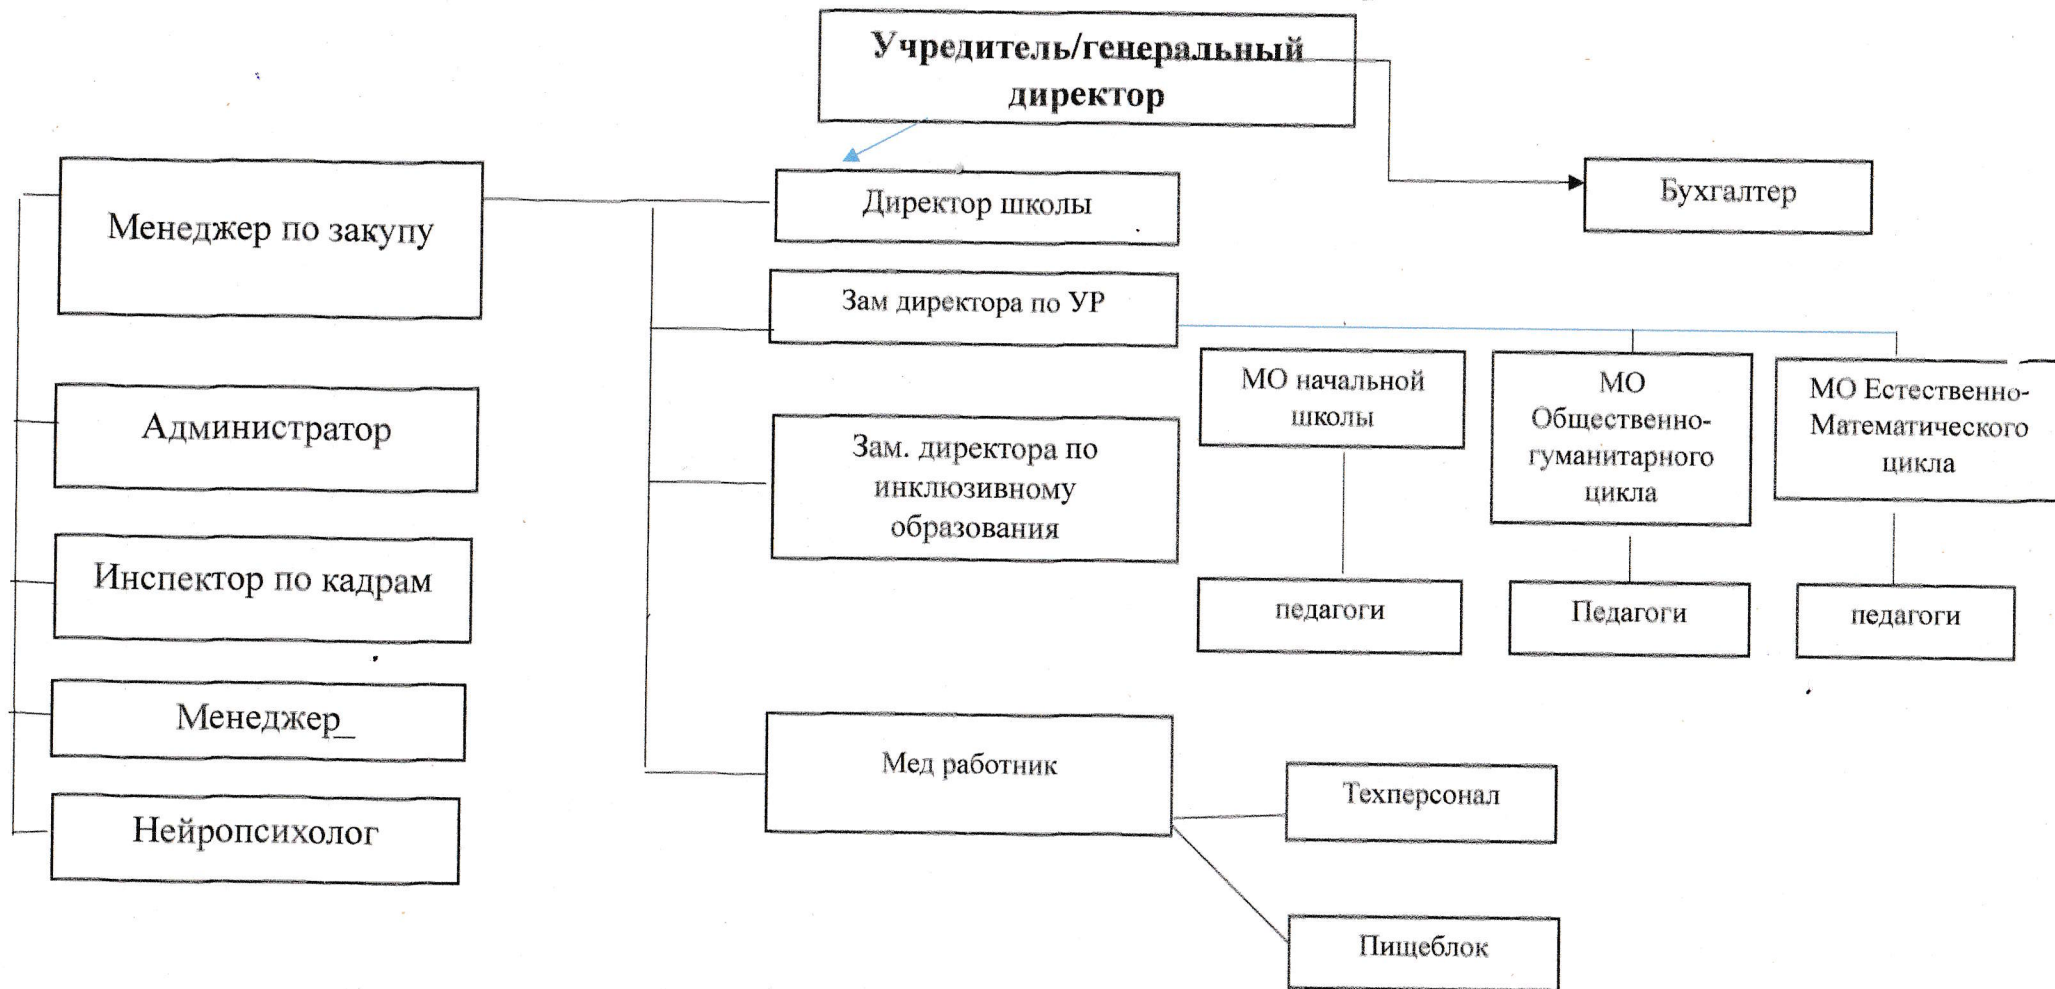 Учредитель/генеральный
директор
Менеджер по закупу
Директор школы
Бухгалтер
Зам директора по УР
МО начальной
школы
МО
Общественно-
гуманитарного
цикла
МО Естественно-
Математического
цикла
Администратор
Зам. директора по
инклюзивному
образования
Инспектор по кадрам
педагоги
Педагоги
педагоги
Менеджер_
Мед работник
Техперсонал
Нейропсихолог
Пищеблок